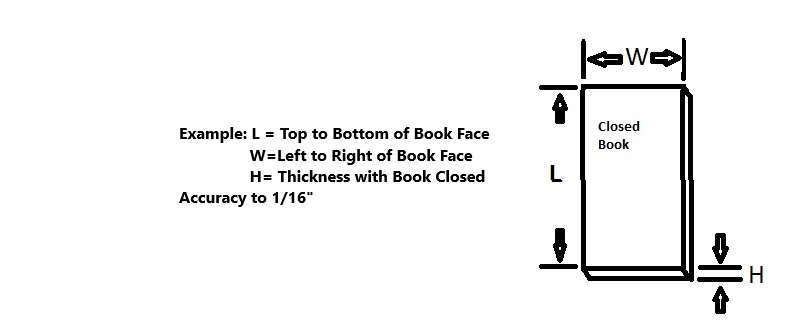 W
Example: L = Top to Bottom of Book Face
W=Left to Right of Book Face
H= Thickness with Book Closed
Accuracy to 1/16"
Closed
Book
L
H